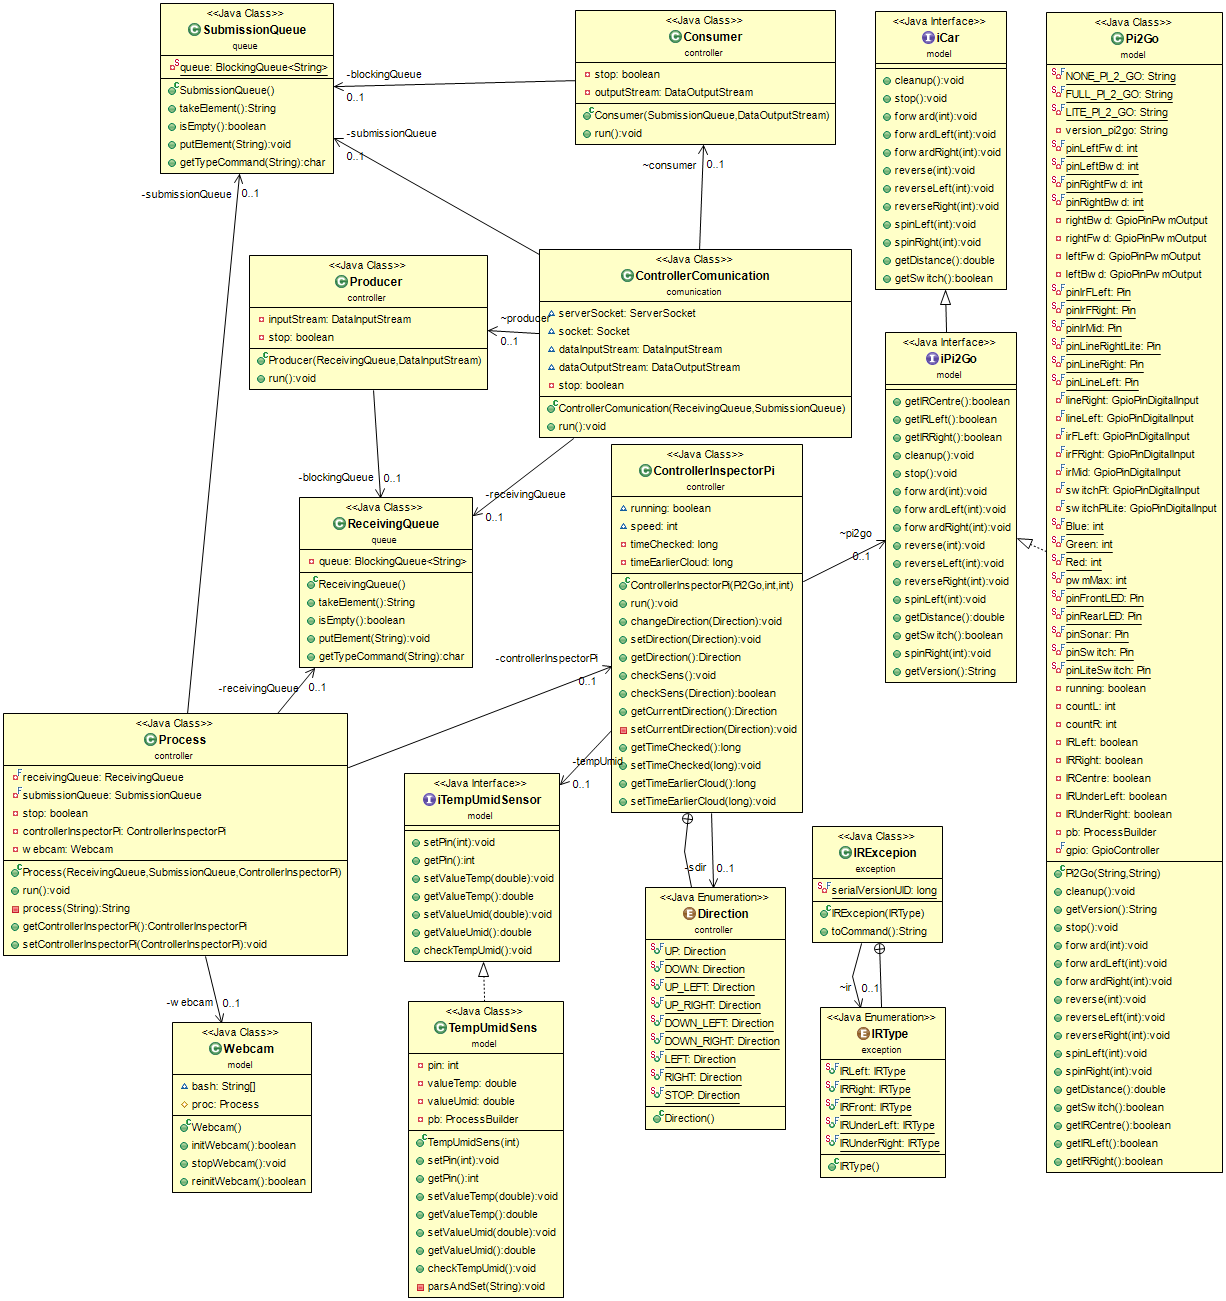 <<Java Class>>
SubmissionQueue
queue
queue: BlockingQueue<String>
SubmissionQueue()
takeElement():String
isEmpty():boolean
putElement(String):void
getTypeCommand(String):char
<<Java Class>>
Consumer
controller
stop: boolean
outputStream: DataOutputStream
Consumer(SubmissionQueue,DataOutputStream)
run():void
-blockingQueue
0..1
-submissionQueue
0..1
-submissionQueue
0..1
~consumer
0..1
<<Java Class>>
Producer
controller
inputStream: DataInputStream
stop: boolean
Producer(ReceivingQueue,DataInputStream)
run():void
~producer
0..1
<<Java Class>>
ControllerComunication
comunication
serverSocket: ServerSocket
socket: Socket
dataInputStream: DataInputStream
dataOutputStream: DataOutputStream
stop: boolean
ControllerComunication(ReceivingQueue,SubmissionQueue)
run():void
-blockingQueue
0..1
-receivingQueue
0..1
<<Java Class>>
ReceivingQueue
queue
queue: BlockingQueue<String>
ReceivingQueue()
takeElement():String
isEmpty():boolean
putElement(String):void
getTypeCommand(String):char
-receivingQueue
0..1
<<Java Class>>
ControllerInspectorPi
controller
running: boolean
speed: int
timeChecked: long
timeEarlierCloud: long
ControllerInspectorPi(Pi2Go,int,int)
run():void
changeDirection(Direction):void
setDirection(Direction):void
getDirection():Direction
checkSens():void
checkSens(Direction):boolean
getCurrentDirection():Direction
setCurrentDirection(Direction):void
getTimeChecked():long
setTimeChecked(long):void
getTimeEarlierCloud():long
setTimeEarlierCloud(long):void
-controllerInspectorPi
0..1
~pi2go
0..1
-tempUmid
0..1
-sdir
0..1
<<Java Class>>
Process
controller
receivingQueue: ReceivingQueue
submissionQueue: SubmissionQueue
stop: boolean
controllerInspectorPi: ControllerInspectorPi
webcam: Webcam
Process(ReceivingQueue,SubmissionQueue,ControllerInspectorPi)
run():void
process(String):String
getControllerInspectorPi():ControllerInspectorPi
setControllerInspectorPi(ControllerInspectorPi):void
-webcam
0..1
<<Java Class>>
Webcam
model
bash: String[]
proc: Process
Webcam()
initWebcam():boolean
stopWebcam():void
reinitWebcam():boolean
<<Java Interface>>
iTempUmidSensor
model
setPin(int):void
getPin():int
setValueTemp(double):void
getValueTemp():double
setValueUmid(double):void
getValueUmid():double
checkTempUmid():void
<<Java Class>>
TempUmidSens
model
pin: int
valueTemp: double
valueUmid: double
pb: ProcessBuilder
TempUmidSens(int)
setPin(int):void
getPin():int
setValueTemp(double):void
getValueTemp():double
setValueUmid(double):void
getValueUmid():double
checkTempUmid():void
parsAndSet(String):void
<<Java Enumeration>>
Direction
controller
UP: Direction
DOWN: Direction
UP_LEFT: Direction
UP_RIGHT: Direction
DOWN_LEFT: Direction
DOWN_RIGHT: Direction
LEFT: Direction
RIGHT: Direction
STOP: Direction
Direction()
<<Java Class>>
IRExcepion
exception
serialVersionUID: long
IRExcepion(IRType)
toCommand():String
~ir
0..1
<<Java Enumeration>>
IRType
exception
IRLeft: IRType
IRRight: IRType
IRFront: IRType
IRUnderLeft: IRType
IRUnderRight: IRType
IRType()
<<Java Interface>>
iCar
model
cleanup():void
stop():void
forward(int):void
forwardLeft(int):void
forwardRight(int):void
reverse(int):void
reverseLeft(int):void
reverseRight(int):void
spinLeft(int):void
spinRight(int):void
getDistance():double
getSwitch():boolean
<<Java Interface>>
iPi2Go
model
getIRCentre():boolean
getIRLeft():boolean
getIRRight():boolean
cleanup():void
stop():void
forward(int):void
forwardLeft(int):void
forwardRight(int):void
reverse(int):void
reverseLeft(int):void
reverseRight(int):void
spinLeft(int):void
getDistance():double
getSwitch():boolean
spinRight(int):void
getVersion():String
<<Java Class>>
Pi2Go
model
NONE_PI_2_GO: String
FULL_PI_2_GO: String
LITE_PI_2_GO: String
version_pi2go: String
pinLeftFwd: int
pinLeftBwd: int
pinRightFwd: int
pinRightBwd: int
rightBwd: GpioPinPwmOutput
rightFwd: GpioPinPwmOutput
leftFwd: GpioPinPwmOutput
leftBwd: GpioPinPwmOutput
pinIrFLeft: Pin
pinIrFRight: Pin
pinIrMid: Pin
pinLineRightLite: Pin
pinLineRight: Pin
pinLineLeft: Pin
lineRight: GpioPinDigitalInput
lineLeft: GpioPinDigitalInput
irFLeft: GpioPinDigitalInput
irFRight: GpioPinDigitalInput
irMid: GpioPinDigitalInput
switchPi: GpioPinDigitalInput
switchPiLite: GpioPinDigitalInput
Blue: int
Green: int
Red: int
pwmMax: int
pinFrontLED: Pin
pinRearLED: Pin
pinSonar: Pin
pinSwitch: Pin
pinLiteSwitch: Pin
running: boolean
countL: int
countR: int
IRLeft: boolean
IRRight: boolean
IRCentre: boolean
IRUnderLeft: boolean
IRUnderRight: boolean
pb: ProcessBuilder
gpio: GpioController
Pi2Go(String,String)
cleanup():void
getVersion():String
stop():void
forward(int):void
forwardLeft(int):void
forwardRight(int):void
reverse(int):void
reverseLeft(int):void
reverseRight(int):void
spinLeft(int):void
spinRight(int):void
getDistance():double
getSwitch():boolean
getIRCentre():boolean
getIRLeft():boolean
getIRRight():boolean